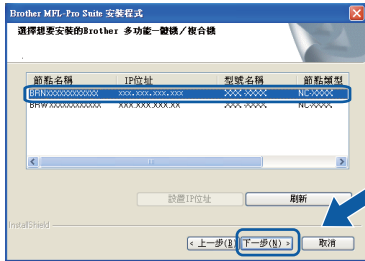 Brother MFL-Pro Suite 安裝程式
選擇想要安裝的Brother 多功能一體機／複合機
節點名稱 IP位址 型號名稱 節點類型
BRNXXXXXXXXXXXX XXX.XXX.XXX.XXX XXX-XXXX NC-XXXX
BRWXXXXXXXXXXXX XXX.XXX.XXX.XX XXX-XXXX NC-XXXX
設置IP位址 刷新
InstallShield
< 上一步(B) 下一步(N) > 取消